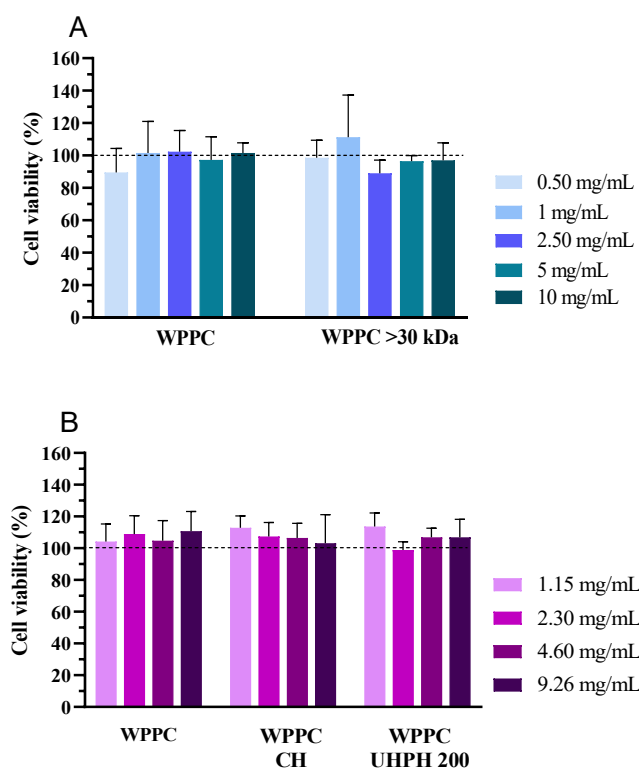 A
Cell viability (%)
160
140
120
100
80
60
40
20
0
WPPC
WPPC >30 kDa
0.50 mg/mL
1 mg/mL
2.50 mg/mL
5 mg/mL
10 mg/mL
B
Cell viability (%)
160
140
120
100
80
60
40
20
0
WPPC
WPPC
CH
WPPC
UHPH 200
1.15 mg/mL
2.30 mg/mL
4.60 mg/mL
9.26 mg/mL